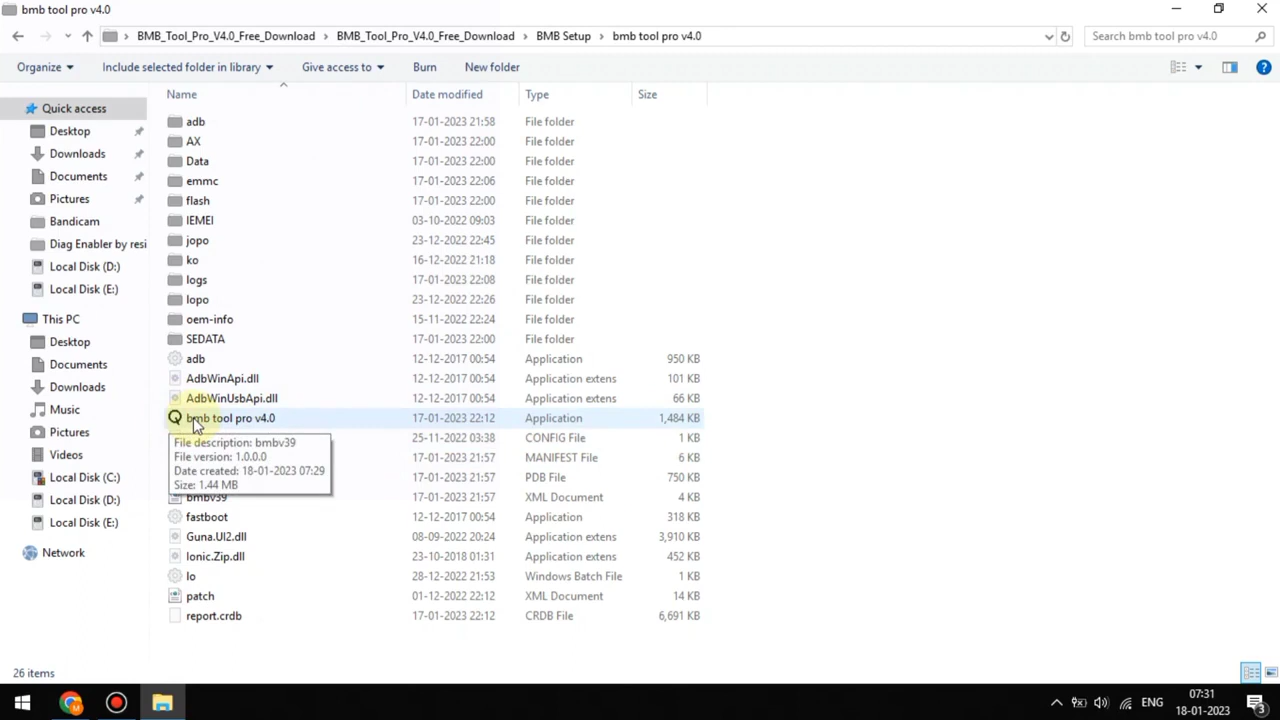 bmb tool pro v4.0
BMB_Tool_Pro_V4.0_Free_Download > BMB_Tool_Pro_V4.0_Free_Download > BMB Setup > bmb tool pro v4.0
Search bmb tool pro v4.0
Organize Include selected folder in library Give access to Burn New folder
Name Date modified Type Size
Quick access
Desktop
Downloads
Documents
Pictures
Bandicam
Diag Enabler by resi
Local Disk (D:)
Local Disk (E:)
This PC
Desktop
Documents
Downloads
Music
Pictures
Videos
Local Disk (C:)
Local Disk (D:)
Local Disk (E:)
Network
adb 17-01-2023 21:58 File folder
AX 17-01-2023 22:00 File folder
Data 17-01-2023 22:00 File folder
emmc 17-01-2023 22:06 File folder
flash 17-01-2023 22:00 File folder
IEMEI 03-10-2022 09:03 File folder
jopo 23-12-2022 22:45 File folder
ko 16-12-2022 21:18 File folder
logs 17-01-2023 22:08 File folder
lopo 23-12-2022 22:26 File folder
oem-info 15-11-2022 22:24 File folder
SEDATA 17-01-2023 22:00 File folder
adb 12-12-2017 00:54 Application 950 KB
AdbWinApi.dll 12-12-2017 00:54 Application extens 101 KB
AdbWinUsbApi.dll 12-12-2017 00:54 Application extens 66 KB
bmb tool pro v4.0 17-01-2023 22:12 Application 1,484 KB
25-11-2022 03:38 CONFIG File 1 KB
17-01-2023 21:57 MANIFEST File 6 KB
17-01-2023 21:57 PDB File 750 KB
bmbv39 17-01-2023 21:57 XML Document 4 KB
fastboot 12-12-2017 00:54 Application 318 KB
Guna.UI2.dll 08-09-2022 20:24 Application extens 3,910 KB
Ionic.Zip.dll 23-10-2018 01:31 Application extens 452 KB
lo 28-12-2022 21:53 Windows Batch File 1 KB
patch 01-12-2022 22:12 XML Document 14 KB
report.crdb 17-01-2023 22:12 CRDB File 6,691 KB
File description: bmbv39
File version: 1.0.0.0
Date created: 18-01-2023 07:29
Size: 1.44 MB
26 items
ENG
07:31
18-01-2023
3